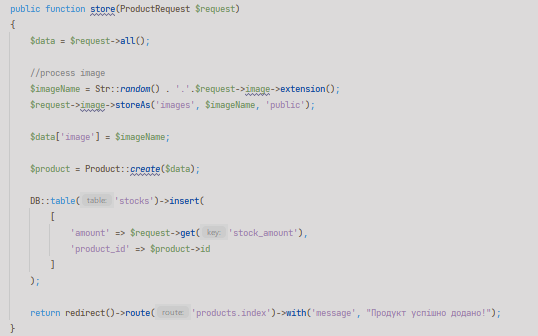 public function store(ProductRequest $request)
{
$data = $request->all();
//process image
$imageName = Str::random() . '.'.$request->image->extension();
$request->image->storeAs('images', $imageName, 'public');
$data['image'] = $imageName;
$product = Product::create($data);
DB::table( table: 'stocks')->insert(
[
'amount' => $request->get( key: 'stock_amount'),
'product_id' => $product->id
]
);
return redirect()->route( route: 'products.index')->with('message', "Продукт успішно додано!");
}